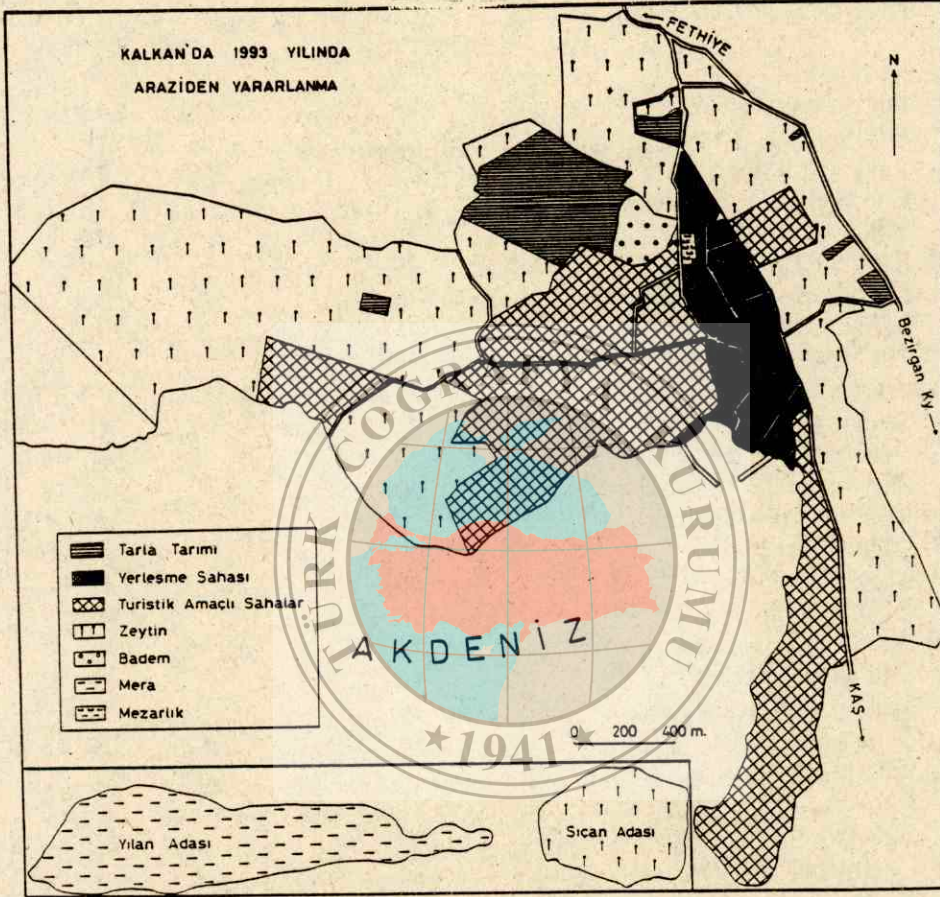 KALKAN'DA 1993 YILINDA
ARAZİDEN YARARLANMA
FETHİYE
N
Bezirgan Ky.
KAŞ
Tarla Tarımı
Yerleşme Sahası
Turistik Amaçlı Sahalar
Zeytin
Badem
Mera
Mezarlık
AKDENİZ
0 200 400 m.
Yılan Adası
Sıçan Adası
TÜRK COĞRAFYA KURUMU
1941